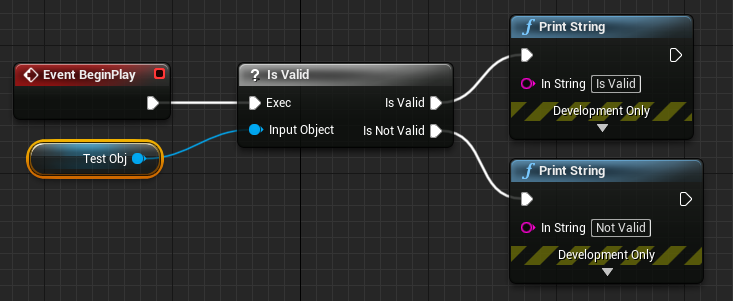 Event BeginPlay
Test Obj
? Is Valid
Exec
Is Valid
Input Object
Is Not Valid
f Print String
In String Is Valid
Development Only
f Print String
In String Not Valid
Development Only